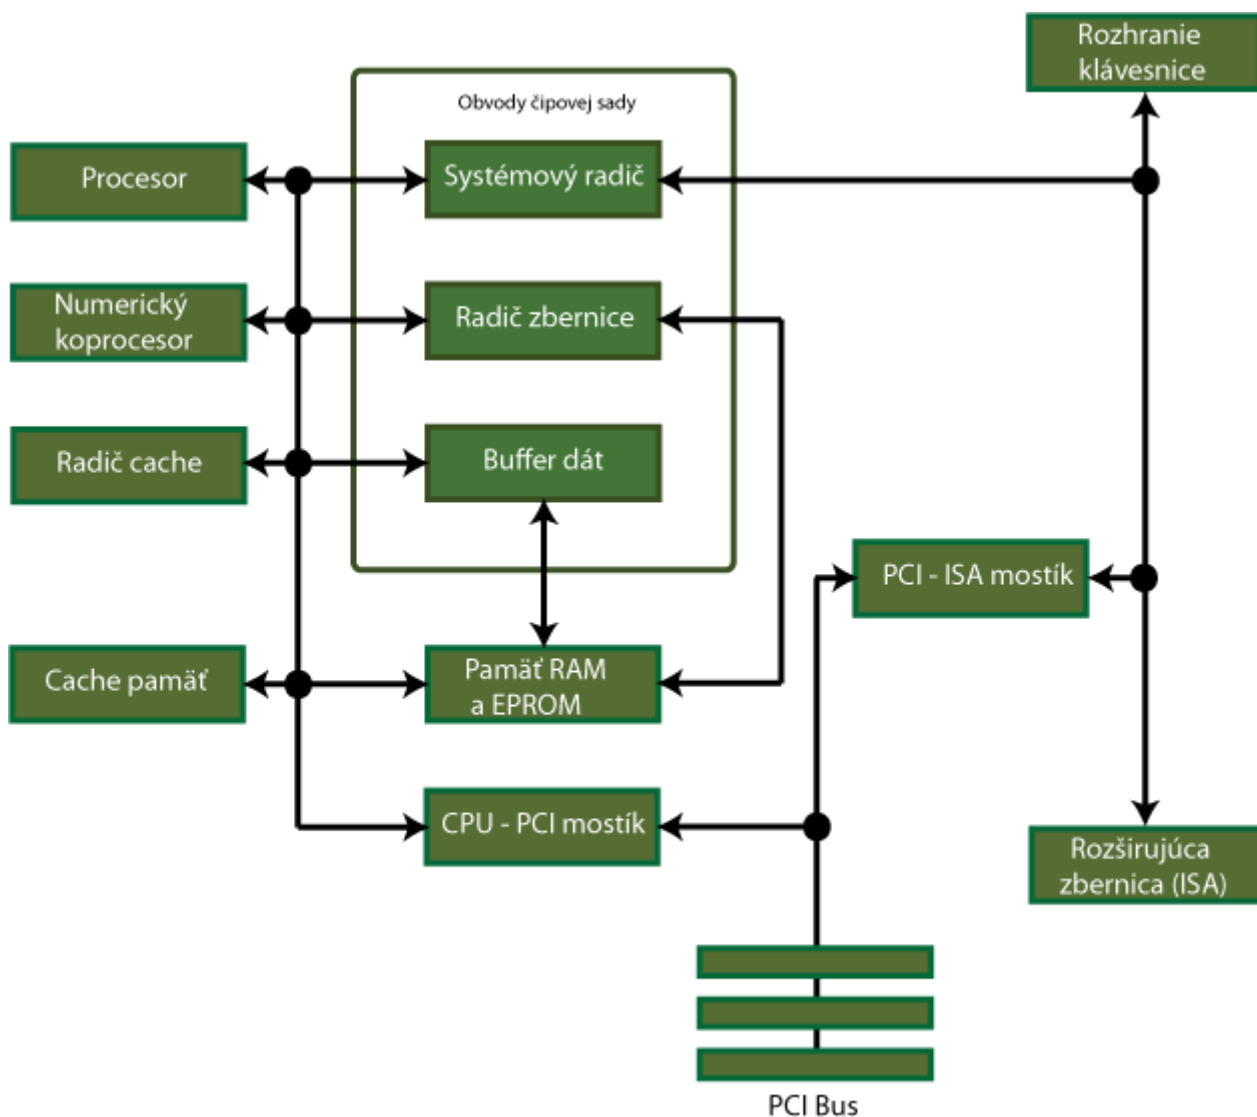 Rozhranie
klávesnice
Obvody čipovej sady
Procesor
Systémový radič
Numerický
koprocesor
Radič zbernice
Radič cache
Buffer dát
PCI - ISA mostík
Cache pamäť
Pamäť RAM
a EPROM
CPU - PCI mostík
Rozširujúca
zbernica (ISA)
PCI Bus